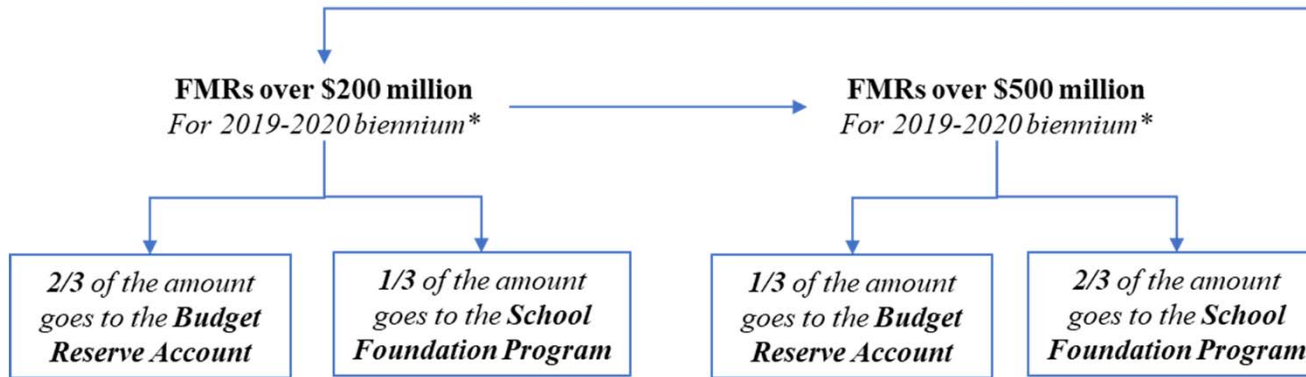 FMRs over $200 million
For 2019-2020 biennium*
FMRs over $500 million
For 2019-2020 biennium*
2/3 of the amount
goes to the Budget
Reserve Account
1/3 of the amount
goes to the School
Foundation Program
1/3 of the amount
goes to the Budget
Reserve Account
2/3 of the amount
goes to the School
Foundation Program